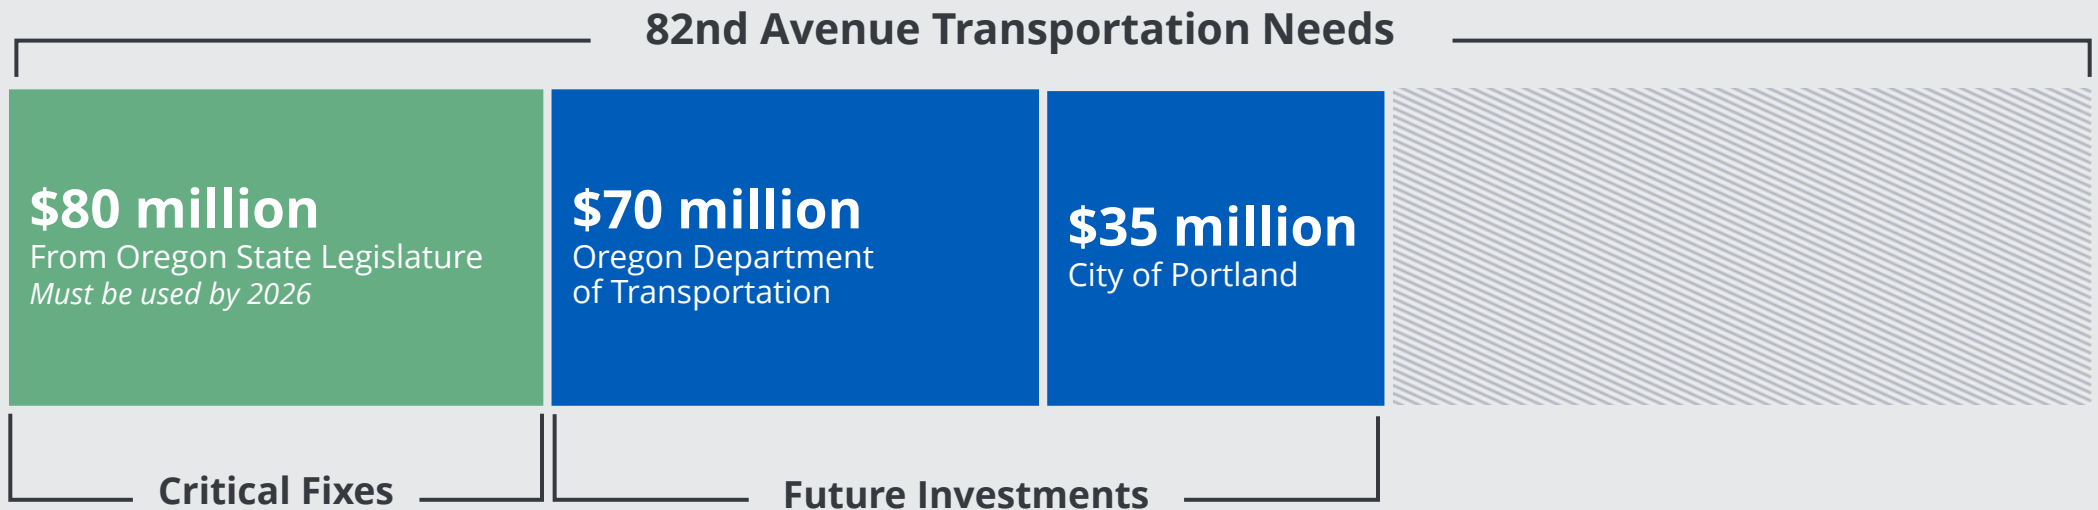 82nd Avenue Transportation Needs
$80 million
From Oregon State Legislature
Must be used by 2026
$70 million
Oregon Department
of Transportation
$35 million
City of Portland
Critical Fixes
Future Investments